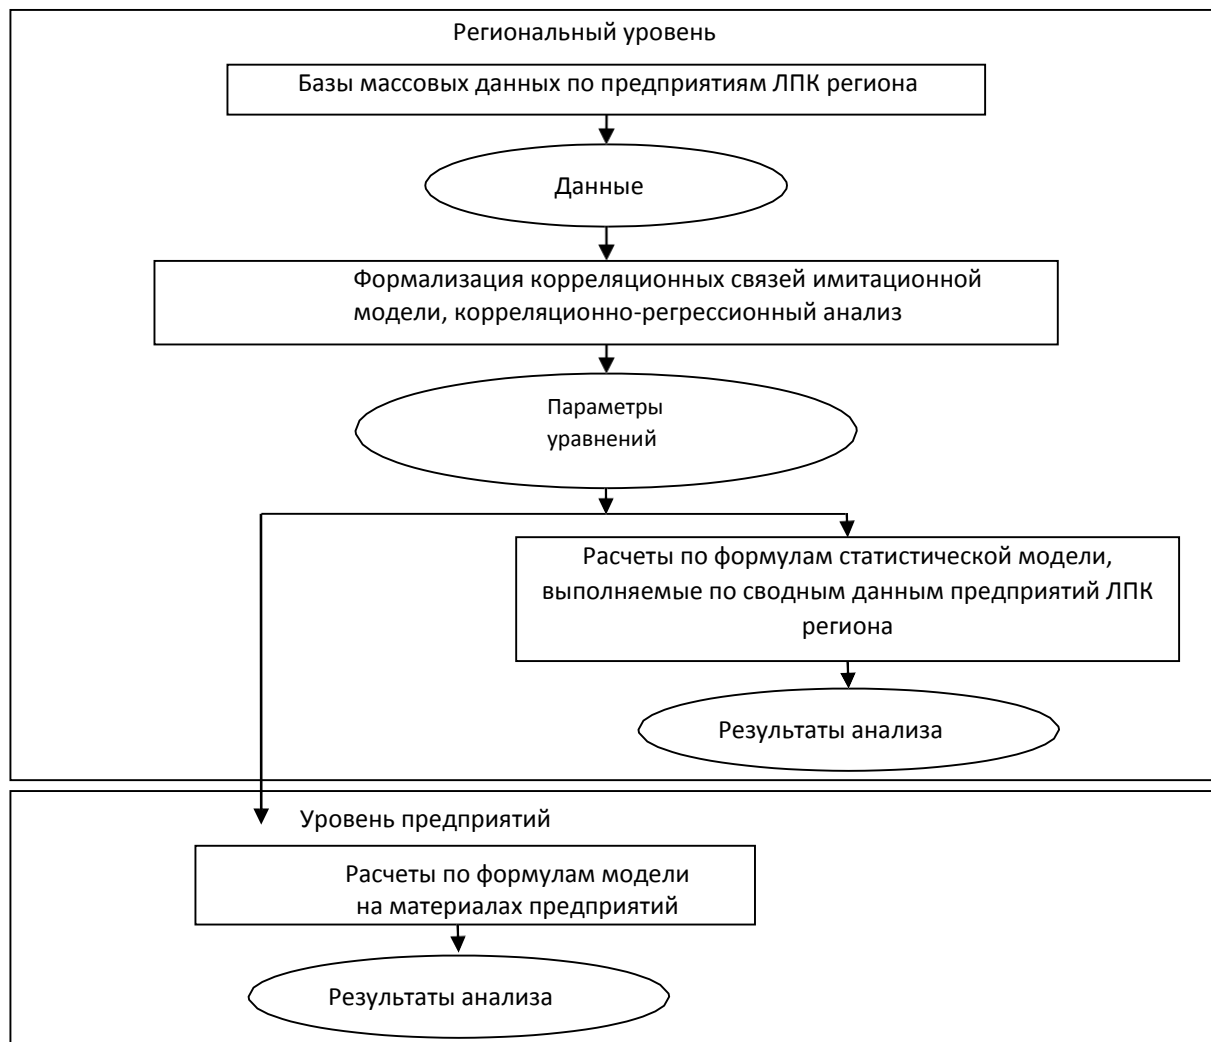 Региональный уровень
Базы массовых данных по предприятиям ЛПК региона
Данные
Формализация корреляционных связей имитационной
модели, корреляционно-регрессионный анализ
Параметры
уравнений
Расчеты по формулам статистической модели,
выполняемые по сводным данным предприятий ЛПК
региона
Результаты анализа
Уровень предприятий
Расчеты по формулам модели
на материалах предприятий
Результаты анализа